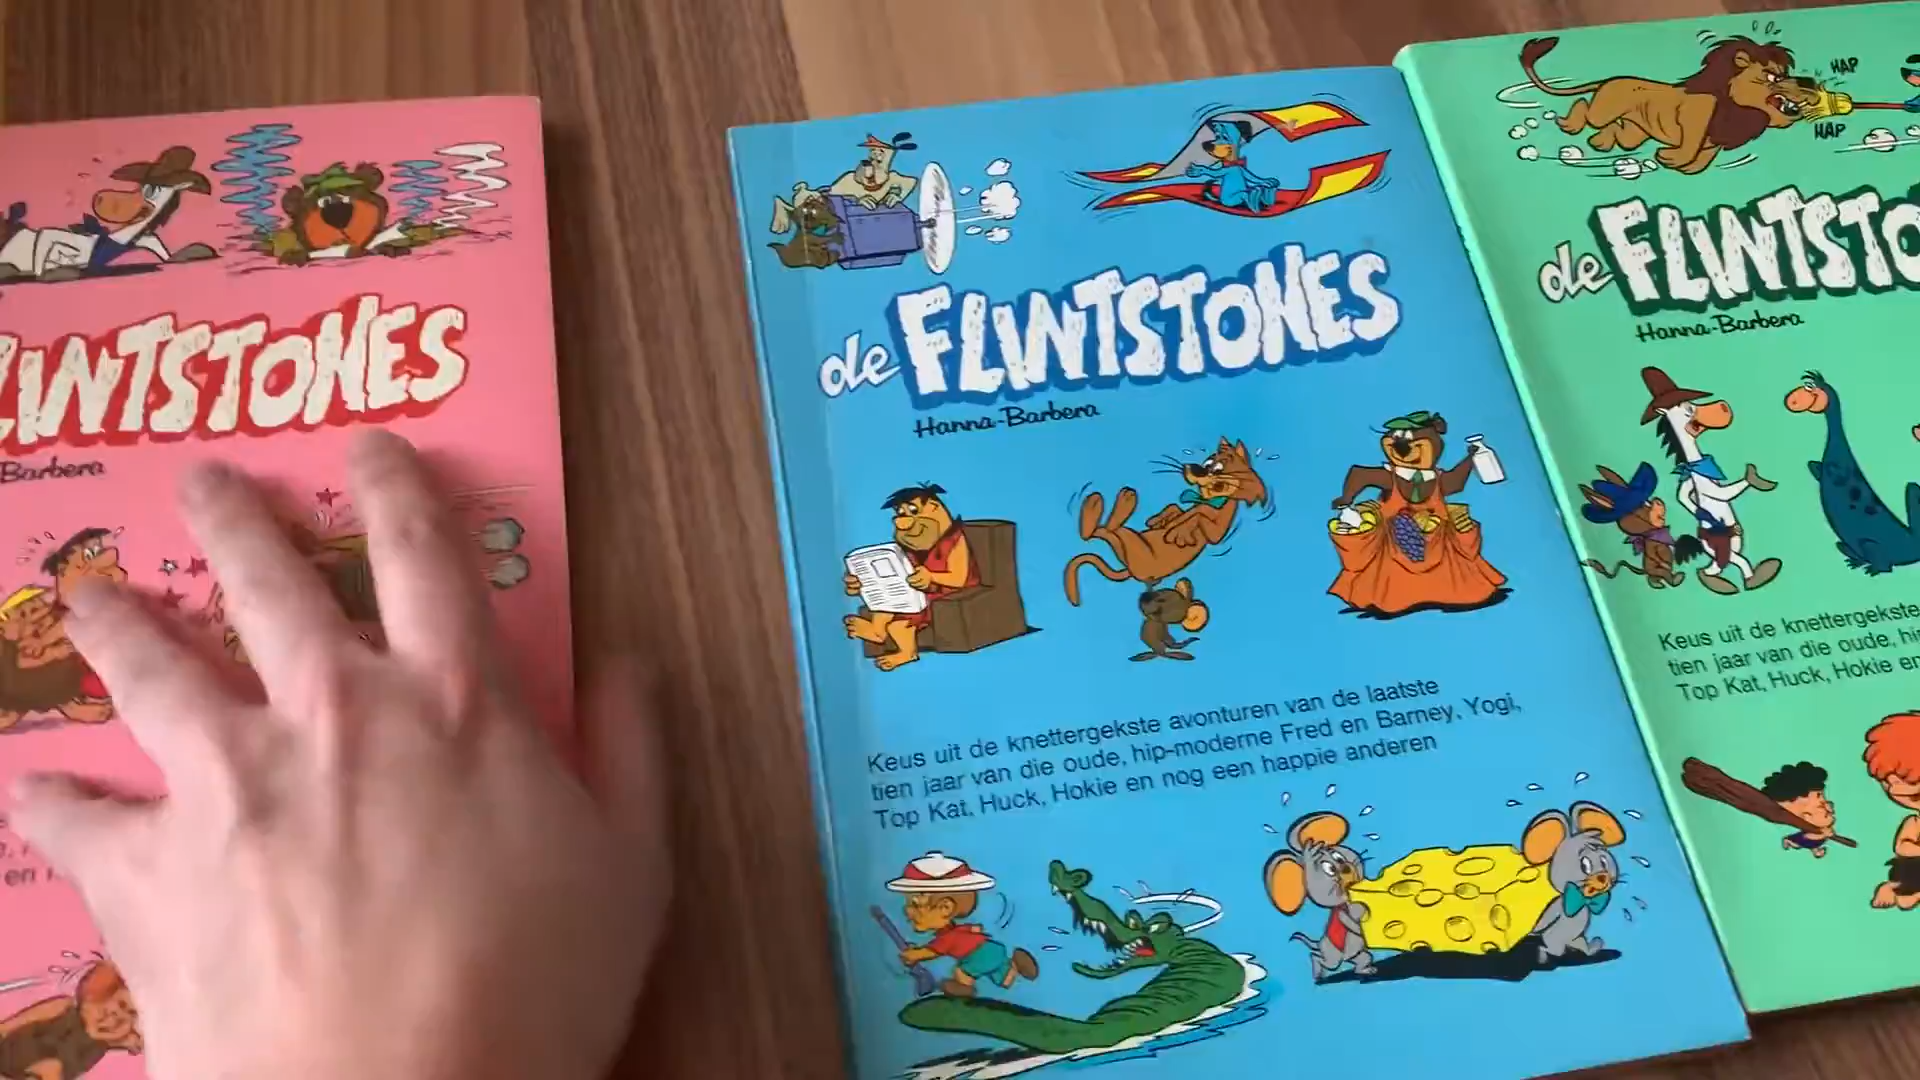 FLINTSTONES
Barbera
en
de FLINTSTONES
Hanna-Barbera
Keus uit de knettergekste avonturen van de laatste
tien jaar van die oude, hip-moderne Fred en Barney, Yogi,
Top Kat, Huck, Hokie en nog een happie anderen
HAP
HAP
de FLINTSTO
Hanna-Barbera
Keus uit de knettergekste
tien jaar van die oude, hi
Top Kat, Huck, Hokie en